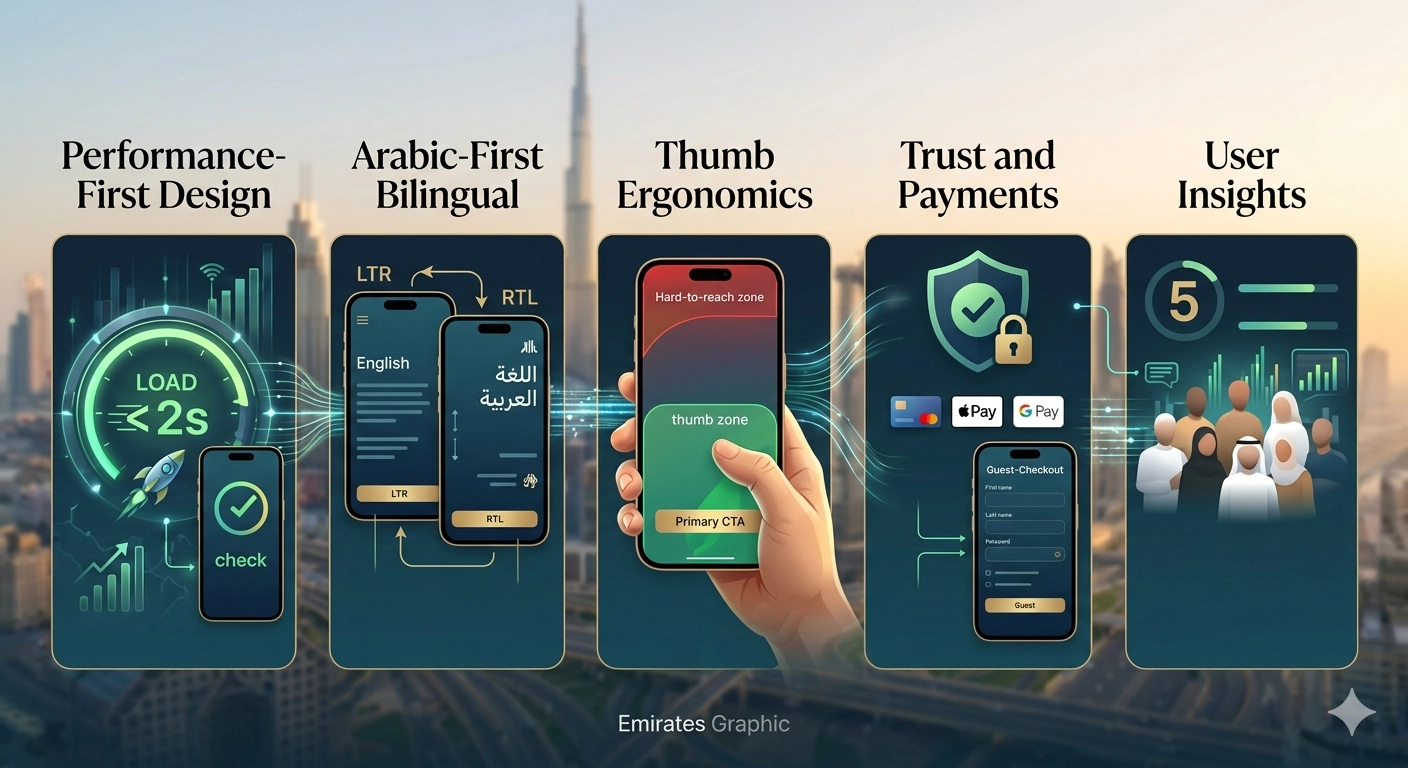 Performance-
First Design
Arabic-First
Bilingual
Thumb
Ergonomics
Trust and
Payments
User
Insights
LOAD
<2s
check
LTR
RTL
English
اللغة
العربية
LTR
RTL
Hard-to-reach zone
thumb zone
Primary CTA
Pay
G Pay
Guest-Checkout
First name
Last name
Password
Guest
5
Emirates Graphic